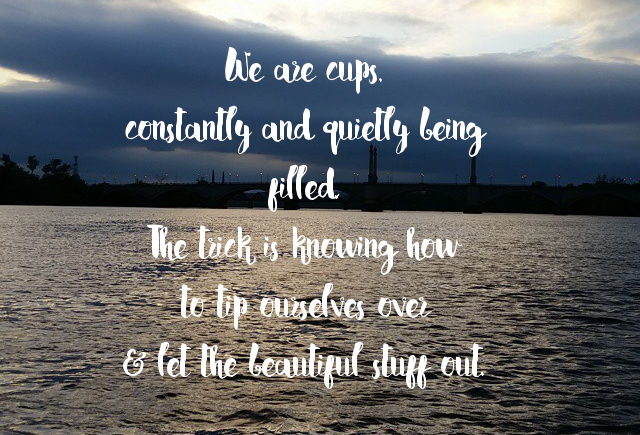 We are cups,
constantly and quietly being
filled.
The trick is knowing how
to tip ourselves over
& let the beautiful stuff out.